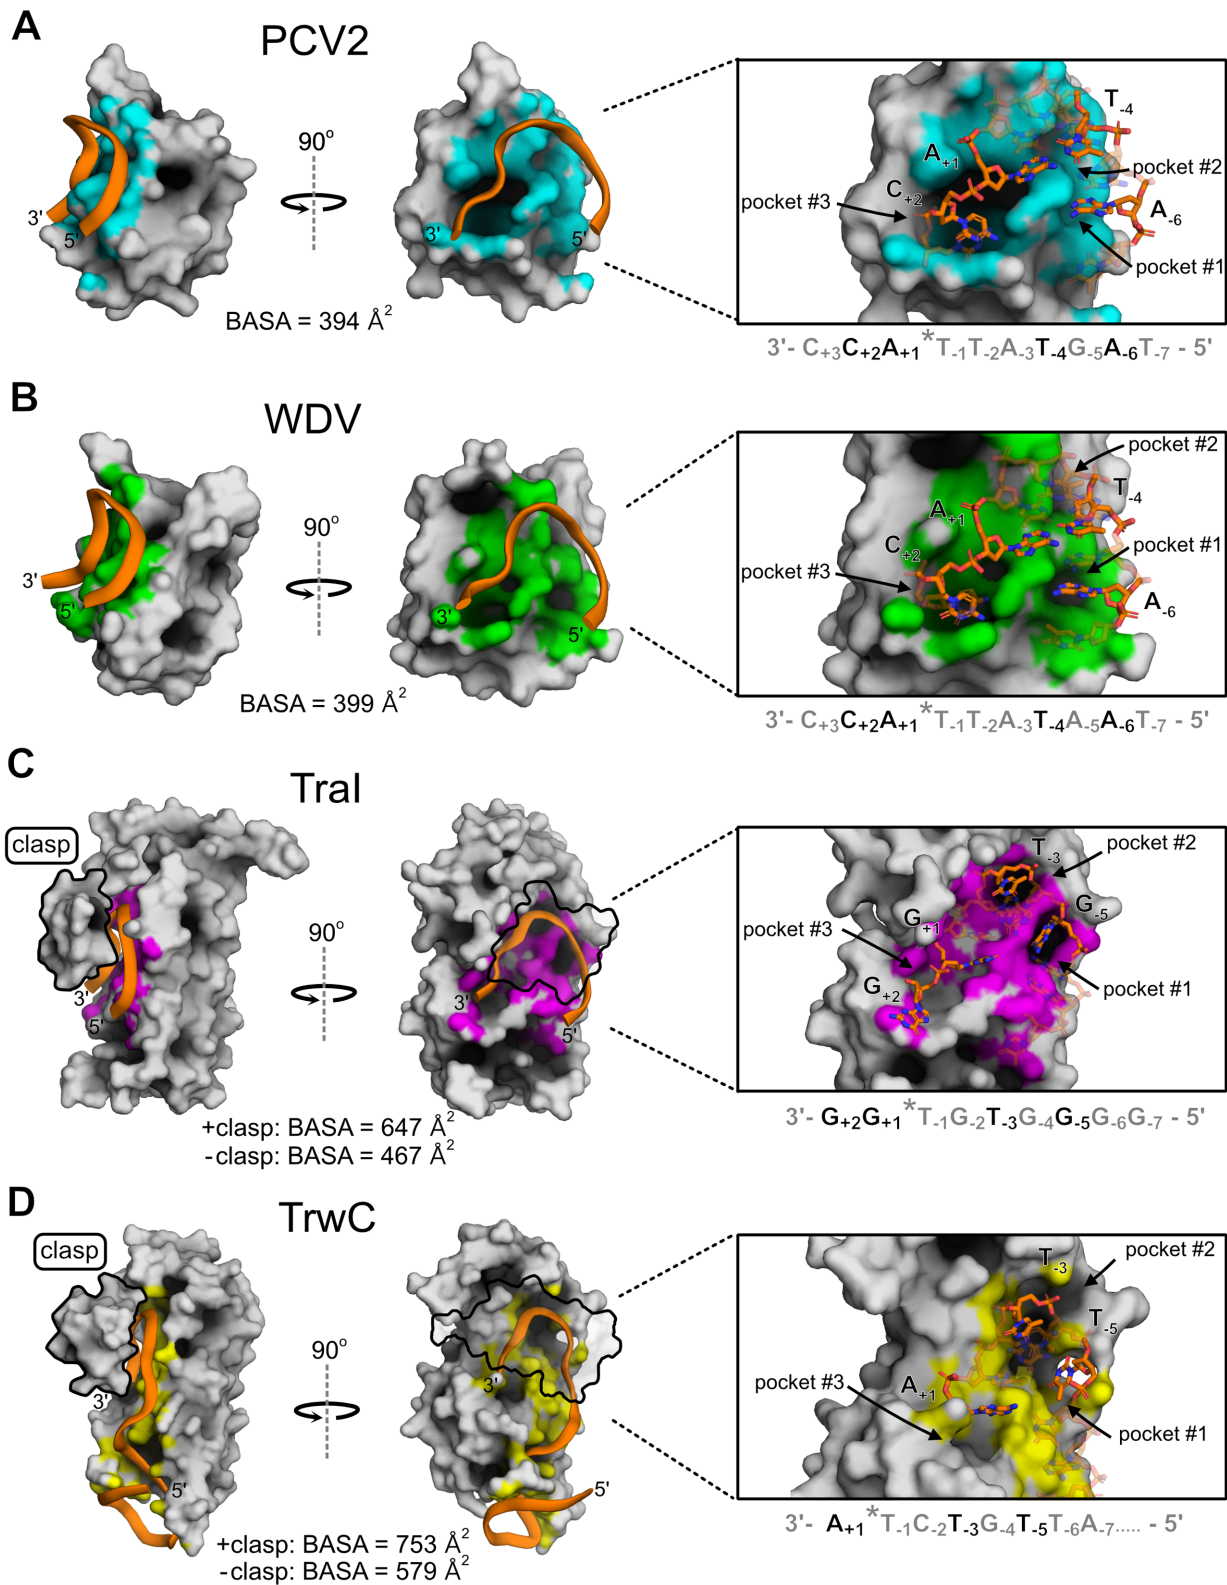 A
PCV2
90°
3'
5'
3'
5'
BASA = 394 Å²
T-4
A+1
C+2
pocket #2
pocket #3
A-6
pocket #1
3'- C+3C+2A+1*T-1T-2A-3T-4G-5A-6T-7 - 5'
B
WDV
90°
3'
5'
3'
5'
BASA = 399 Å²
pocket #2
T-4
A+1
C+2
pocket #1
pocket #3
A-6
3'- C+3C+2A+1*T-1T-2A-3T-4A-5A-6T-7 - 5'
C
TraI
clasp
90°
3'
5'
3'
5'
+clasp: BASA = 647 Å²
-clasp: BASA = 467 Å²
T-3
pocket #2
G-5
G+1
pocket #3
G+2
pocket #1
3'- G+2G+1*T-1G-2T-3G-4G-5G-6G-7 - 5'
D
TrwC
clasp
90°
3'
5'
3'
5'
+clasp: BASA = 753 Å²
-clasp: BASA = 579 Å²
T-3
pocket #2
T-5
A+1
pocket #3
pocket #1
3'- A+1*T-1C-2T-3G-4T-5T-6A-7..... - 5'